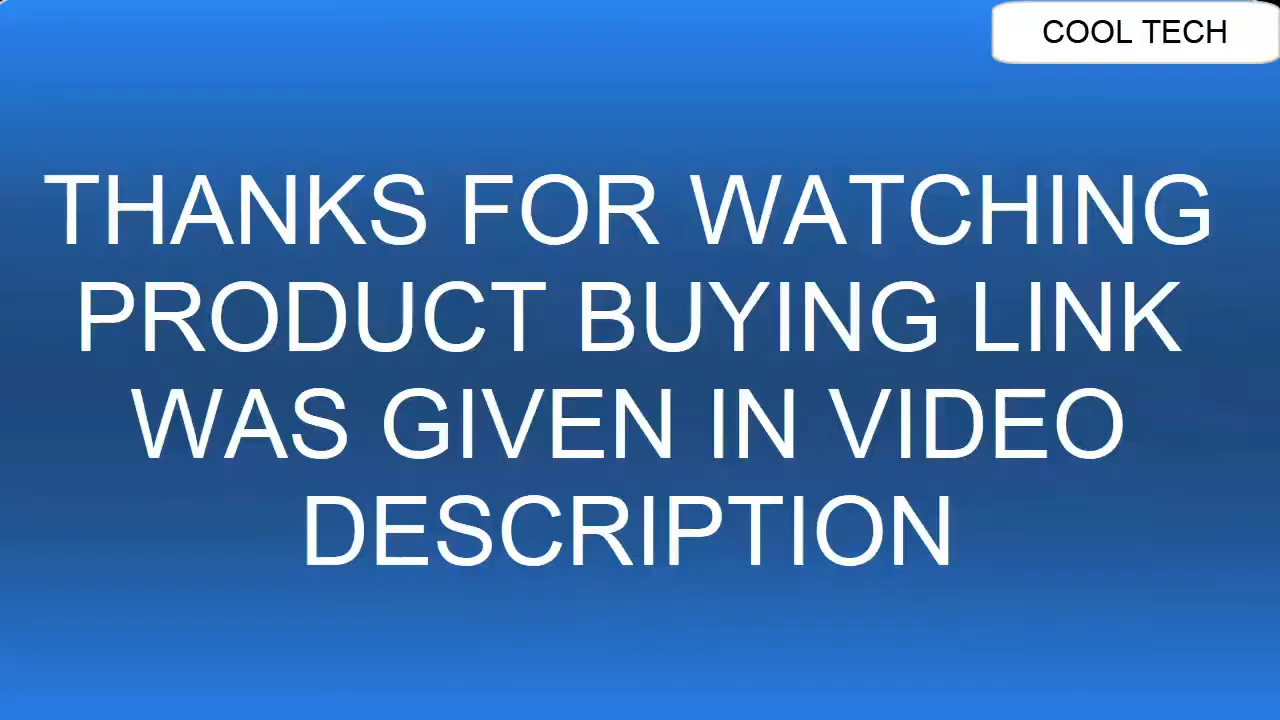 COOL TECH
THANKS FOR WATCHING
PRODUCT BUYING LINK
WAS GIVEN IN VIDEO
DESCRIPTION